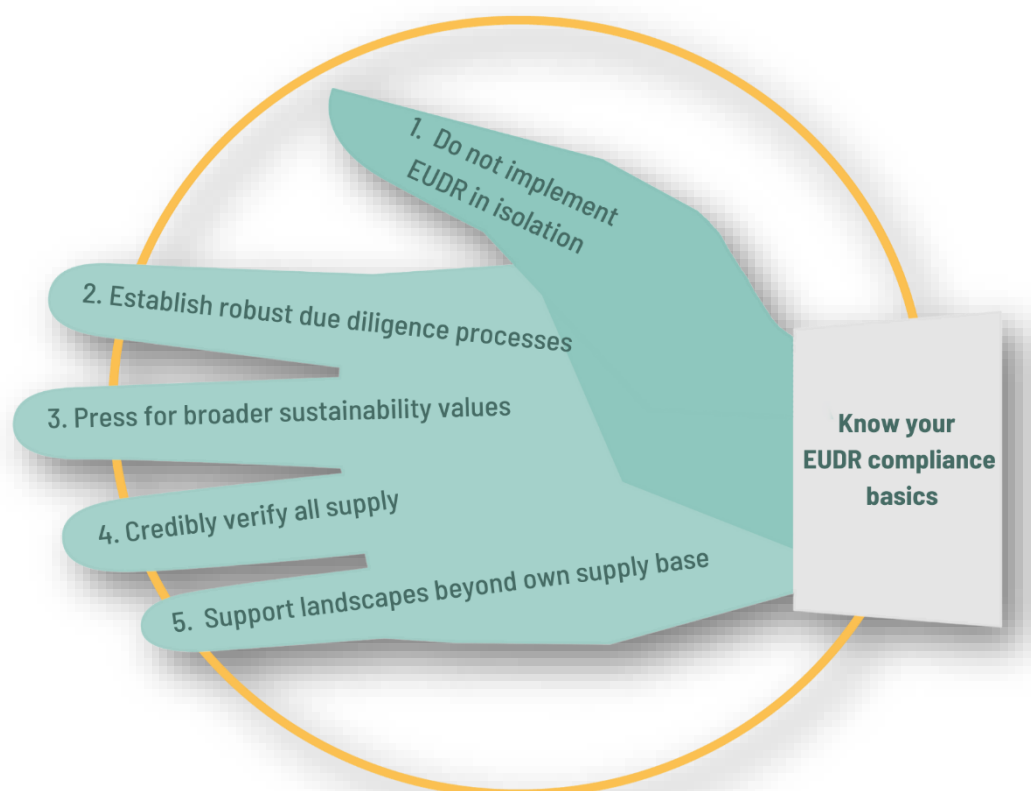 1. Do not implement
EUDR in isolation
2. Establish robust due diligence processes
3. Press for broader sustainability values
4. Credibly verify all supply
5. Support landscapes beyond own supply base
Know your
EUDR compliance
basics